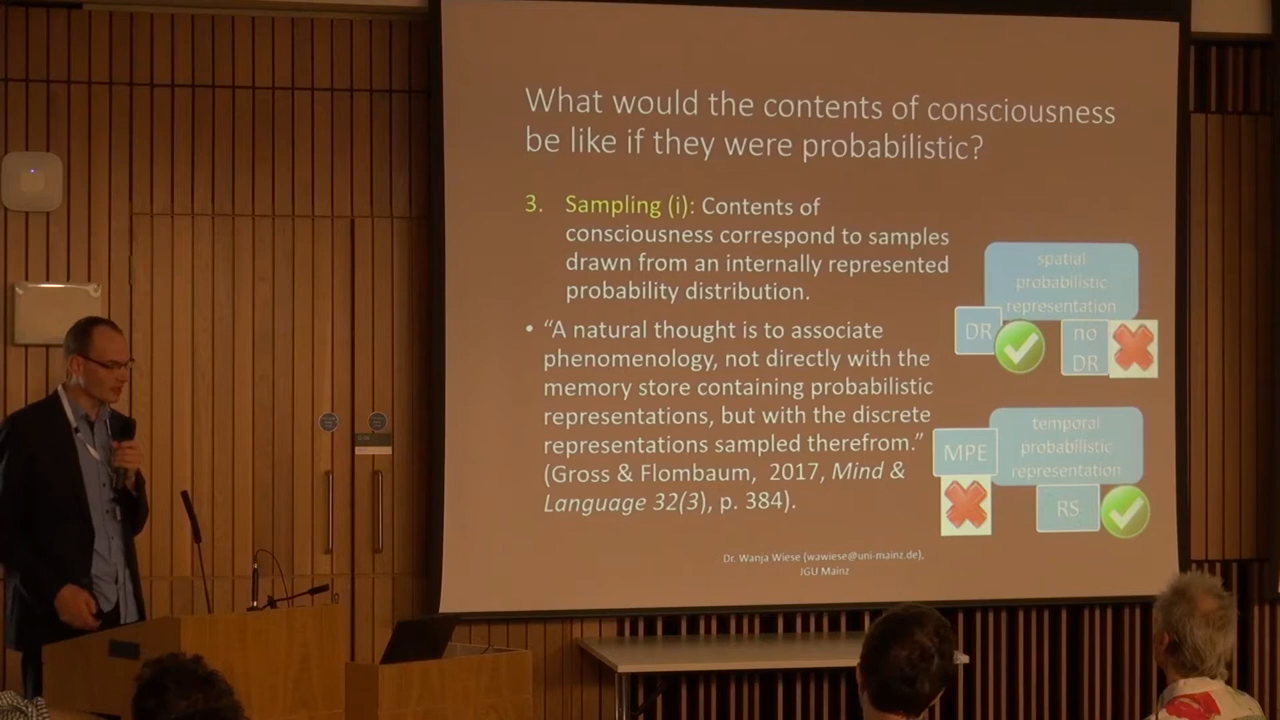 What would the contents of consciousness
be like if they were probabilistic?
3. Sampling (i): Contents of
consciousness correspond to samples
drawn from an internally represented
probability distribution.
• “A natural thought is to associate
phenomenology, not directly with the
memory store containing probabilistic
representations, but with the discrete
representations sampled therefrom.”
(Gross & Flombaum, 2017, Mind &
Language 32(3), p. 384).
spatial
probabilistic
representation
DR
no
DR
temporal
probabilistic
representation
MPE
RS
Dr. Wanja Wiese (wawiese@uni-mainz.de),
JGU Mainz